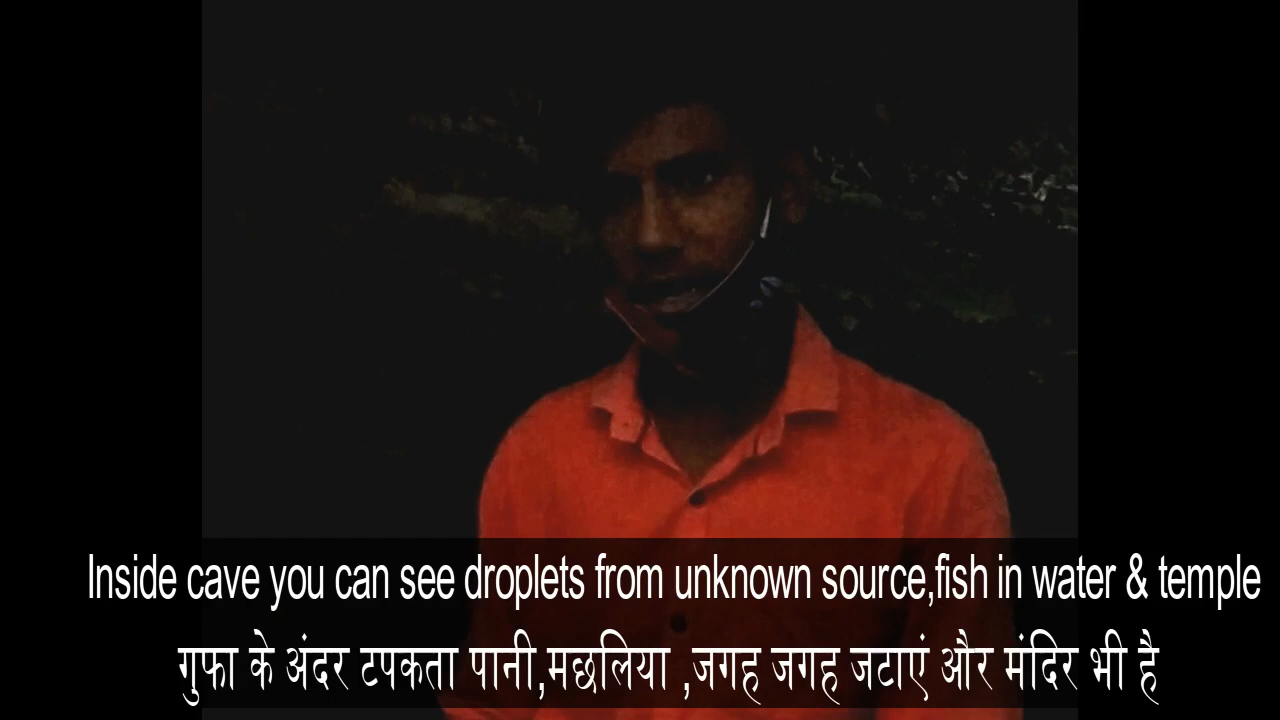 Inside cave you can see droplets from unknown source,fish in water & temple
गुफा के अंदर टपकता पानी,मछलिया ,जगह जगह जटाएं और मंदिर भी है